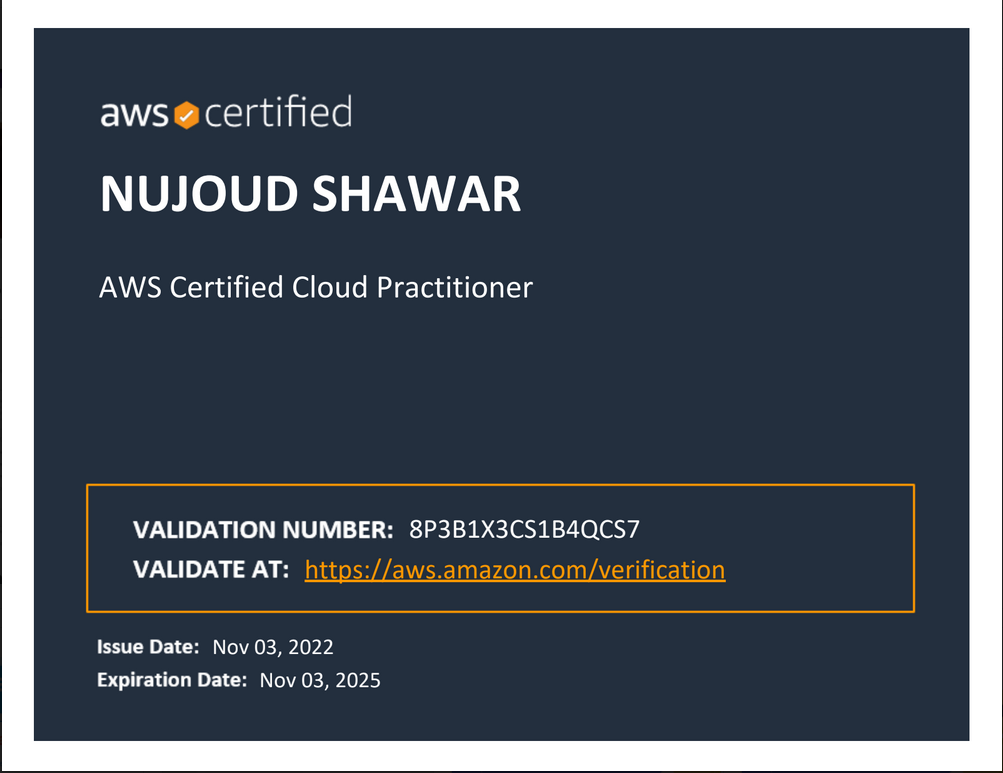 aws certified
NUJOUD SHAWAR
AWS Certified Cloud Practitioner
VALIDATION NUMBER: 8P3B1X3CS1B4QCS7
VALIDATE AT: https://aws.amazon.com/verification
Issue Date: Nov 03, 2022
Expiration Date: Nov 03, 2025